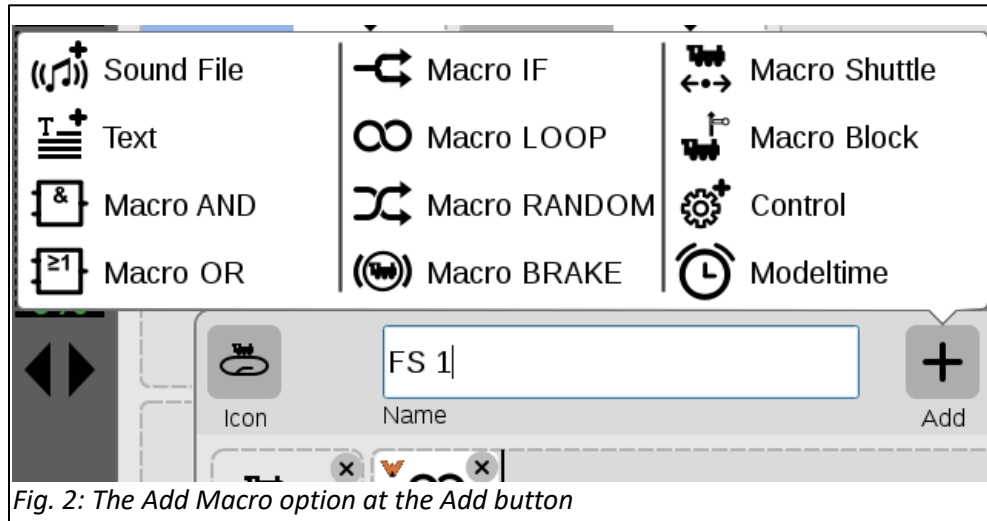 Sound File
Text
Macro AND
Macro OR
Macro IF
Macro LOOP
Macro RANDOM
Macro BRAKE
Macro Shuttle
Macro Block
Control
Modeltime
T
&
≥1
FS 1
Icon
Name
Add
Fig. 2: The Add Macro option at the Add button